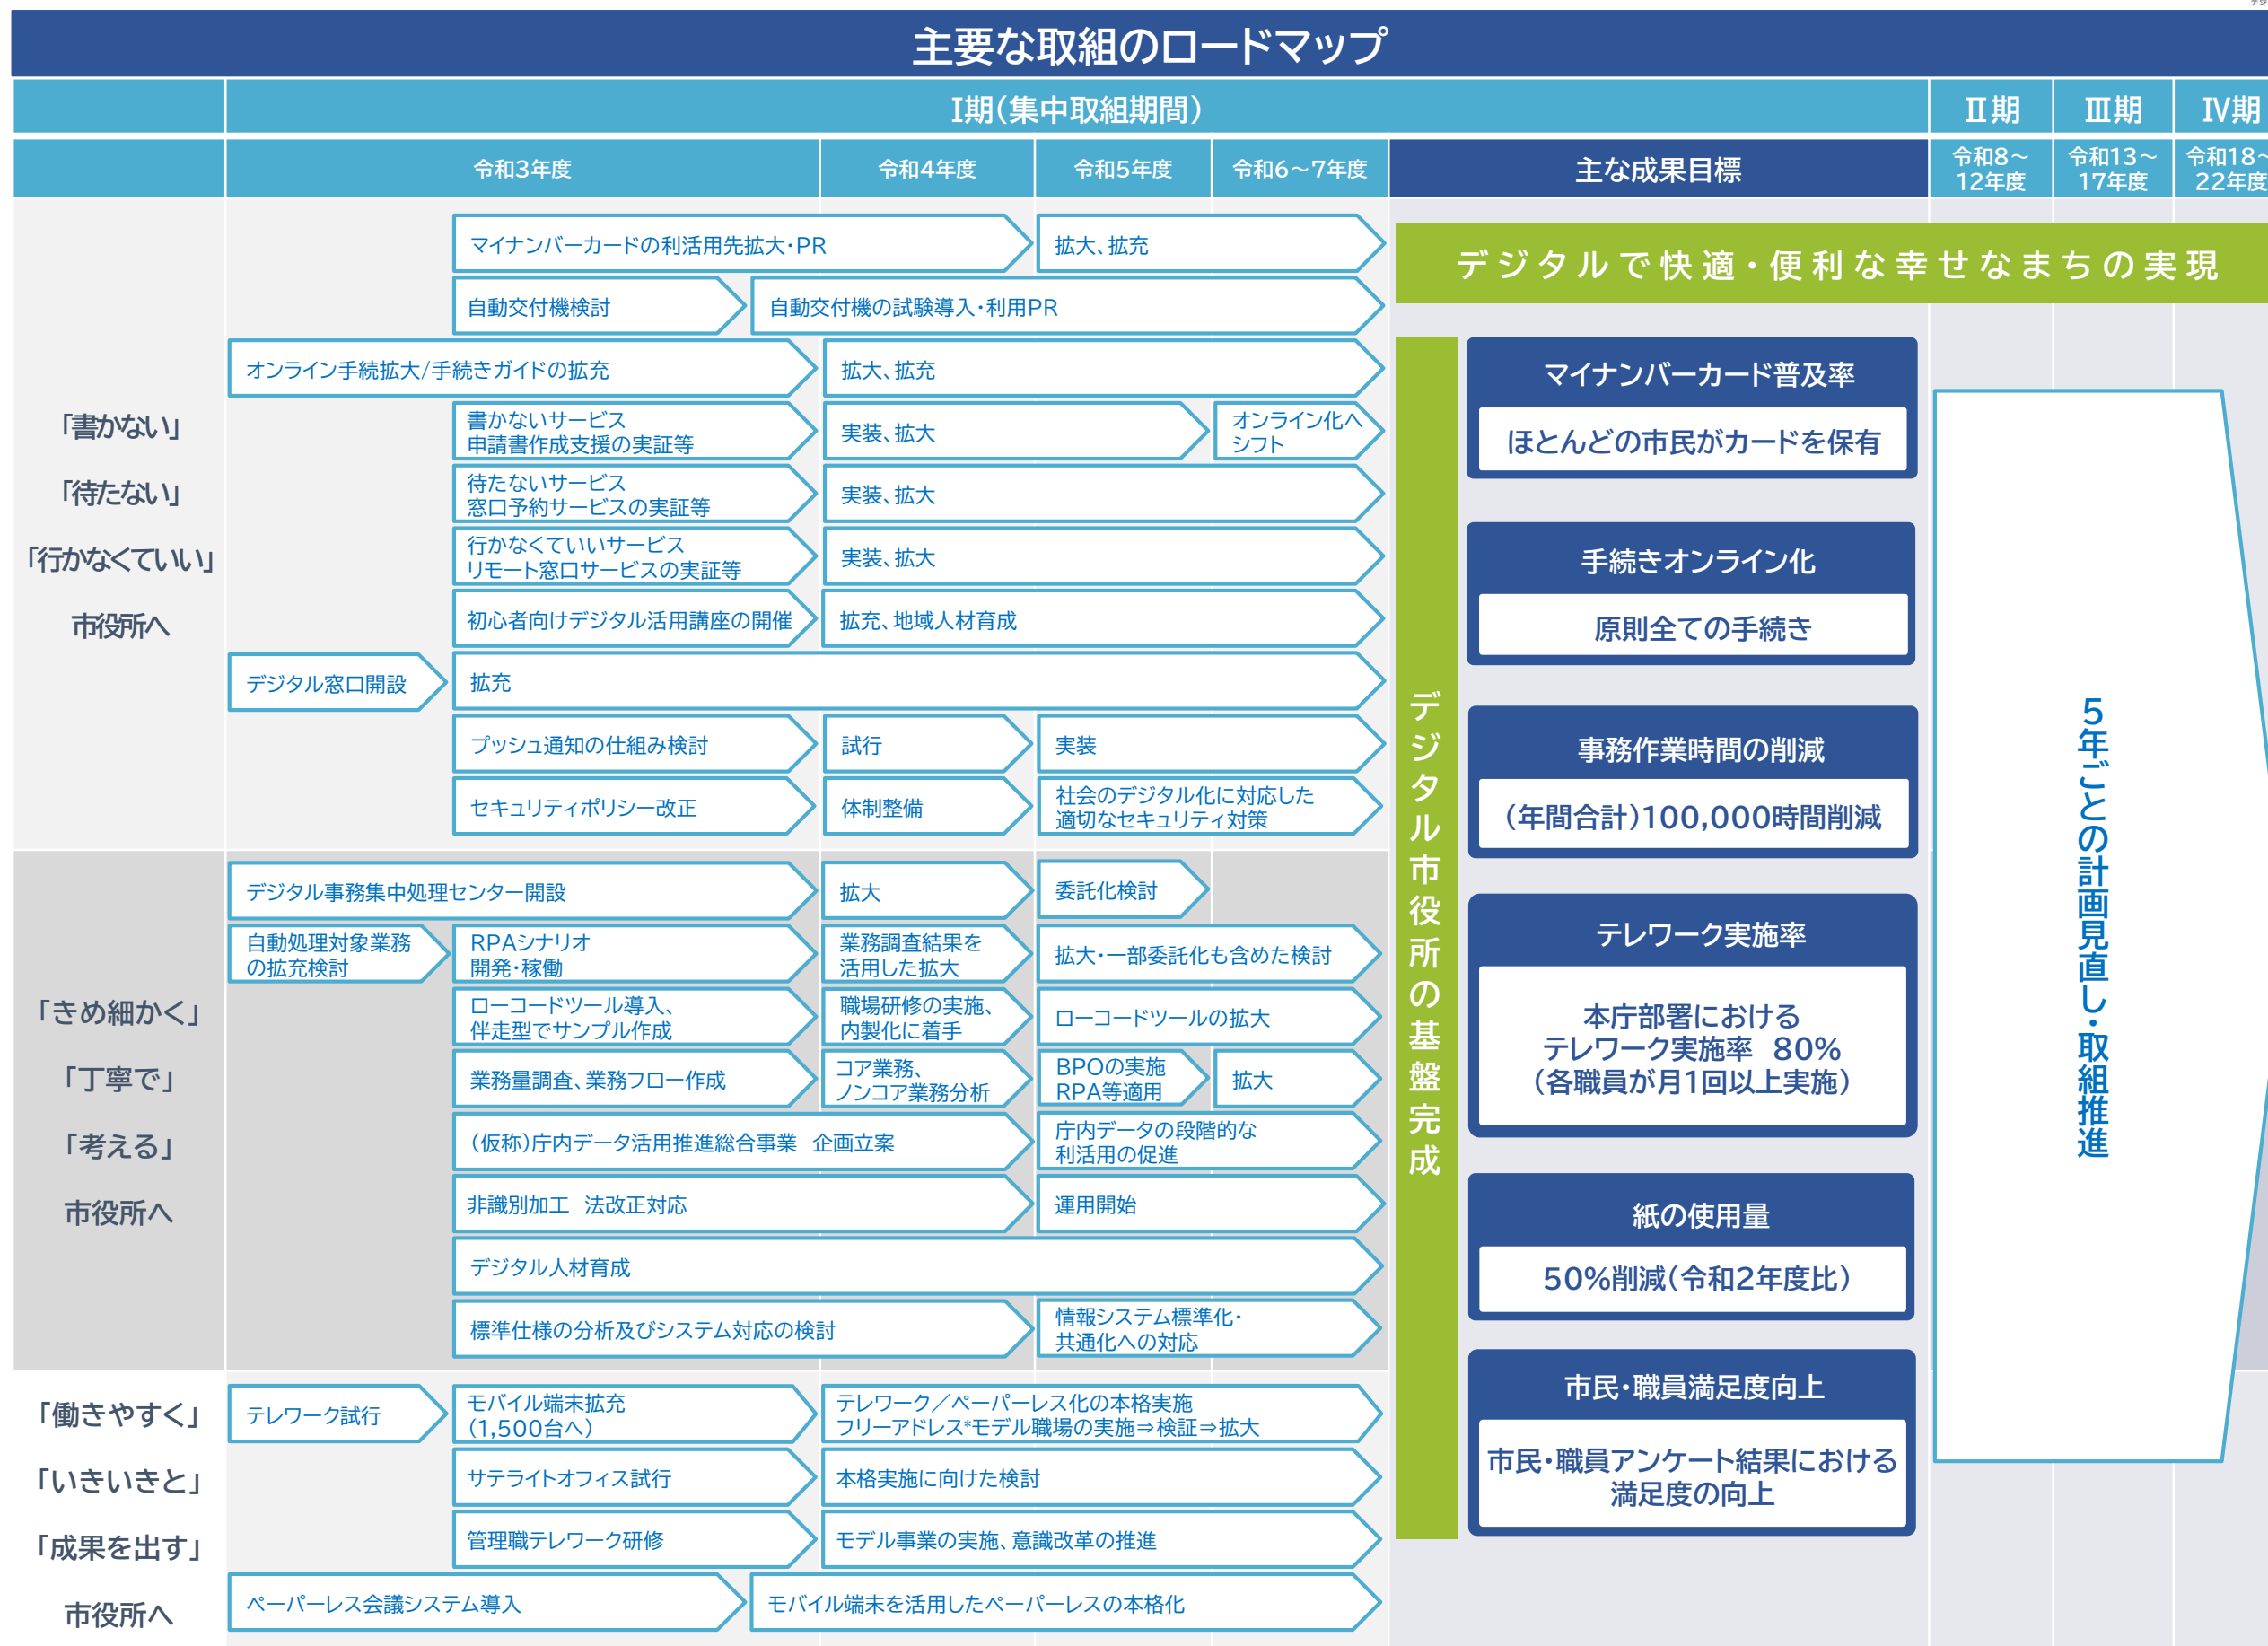 主要な取組のロードマップ
Ⅰ期(集中取組期間)
Ⅱ期
Ⅲ期
Ⅳ期
令和3年度
令和4年度
令和5年度
令和6～7年度
主な成果目標
令和8～
12年度
令和13～
17年度
令和18～
22年度
「書かない」
「待たない」
「行かなくていい」
市役所へ
マイナンバーカードの利活用先拡大・PR
拡大、拡充
自動交付機検討
自動交付機の試験導入・利用PR
オンライン手続拡大/手続きガイドの拡充
拡大、拡充
書かないサービス
申請書作成支援の実証等
実装、拡大
オンライン化へ
シフト
待たないサービス
窓口予約サービスの実証等
実装、拡大
行かなくていいサービス
リモート窓口サービスの実証等
実装、拡大
初心者向けデジタル活用講座の開催
拡充、地域人材育成
デジタル窓口開設
拡充
プッシュ通知の仕組み検討
試行
実装
セキュリティポリシー改正
体制整備
社会のデジタル化に対応した
適切なセキュリティ対策
「きめ細かく」
「丁寧で」
「考える」
市役所へ
デジタル事務集中処理センター開設
拡大
委託化検討
自動処理対象業務
の拡充検討
RPAシナリオ
開発・稼働
業務調査結果を
活用した拡大
拡大・一部委託化も含めた検討
ローコードツール導入、
伴走型でサンプル作成
職場研修の実施、
内製化に着手
ローコードツールの拡大
業務量調査、業務フロー作成
コア業務、
ノンコア業務分析
BPOの実施
RPA等適用
拡大
(仮称)庁内データ活用推進総合事業　企画立案
庁内データの段階的な
利活用の促進
非識別加工　法改正対応
運用開始
デジタル人材育成
標準仕様の分析及びシステム対応の検討
情報システム標準化・
共通化への対応
「働きやすく」
「いきいきと」
「成果を出す」
市役所へ
テレワーク試行
モバイル端末拡充
(1,500台へ)
テレワーク／ペーパーレス化の本格実施
フリーアドレス*モデル職場の実施⇒検証⇒拡大
サテライトオフィス試行
本格実施に向けた検討
管理職テレワーク研修
モデル事業の実施、意識改革の推進
ペーパーレス会議システム導入
モバイル端末を活用したペーパーレスの本格化
デジタルで快適・便利な幸せなまちの実現
デジタル市役所の基盤完成
マイナンバーカード普及率
ほとんどの市民がカードを保有
手続きオンライン化
原則全ての手続き
事務作業時間の削減
(年間合計)100,000時間削減
テレワーク実施率
本庁部署における
テレワーク実施率　80%
(各職員が月1回以上実施)
紙の使用量
50%削減(令和2年度比)
市民・職員満足度向上
市民・職員アンケート結果における
満足度の向上
5年ごとの計画見直し・取組推進